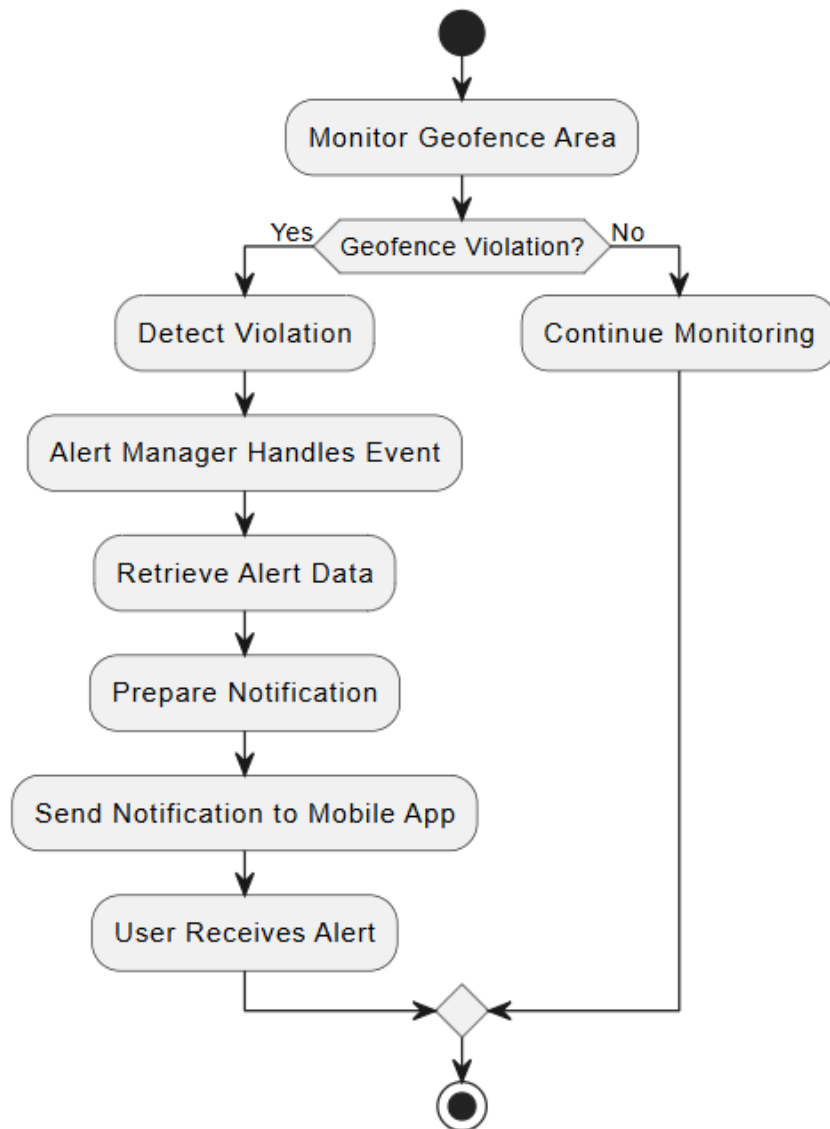 Monitor Geofence Area
Yes
Geofence Violation?
No
Detect Violation
Continue Monitoring
Alert Manager Handles Event
Retrieve Alert Data
Prepare Notification
Send Notification to Mobile App
User Receives Alert